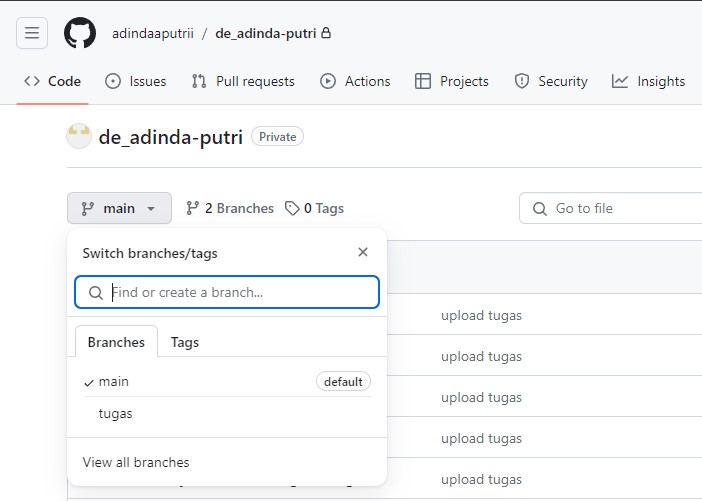 adindaaputrii / de_adinda-putri
Code Issues Pull requests Actions Projects Security Insights
de_adinda-putri Private
main 2 Branches 0 Tags Go to file
Switch branches/tags
Find or create a branch...
Branches Tags
upload tugas
upload tugas
main default
upload tugas
tugas
upload tugas
View all branches
upload tugas